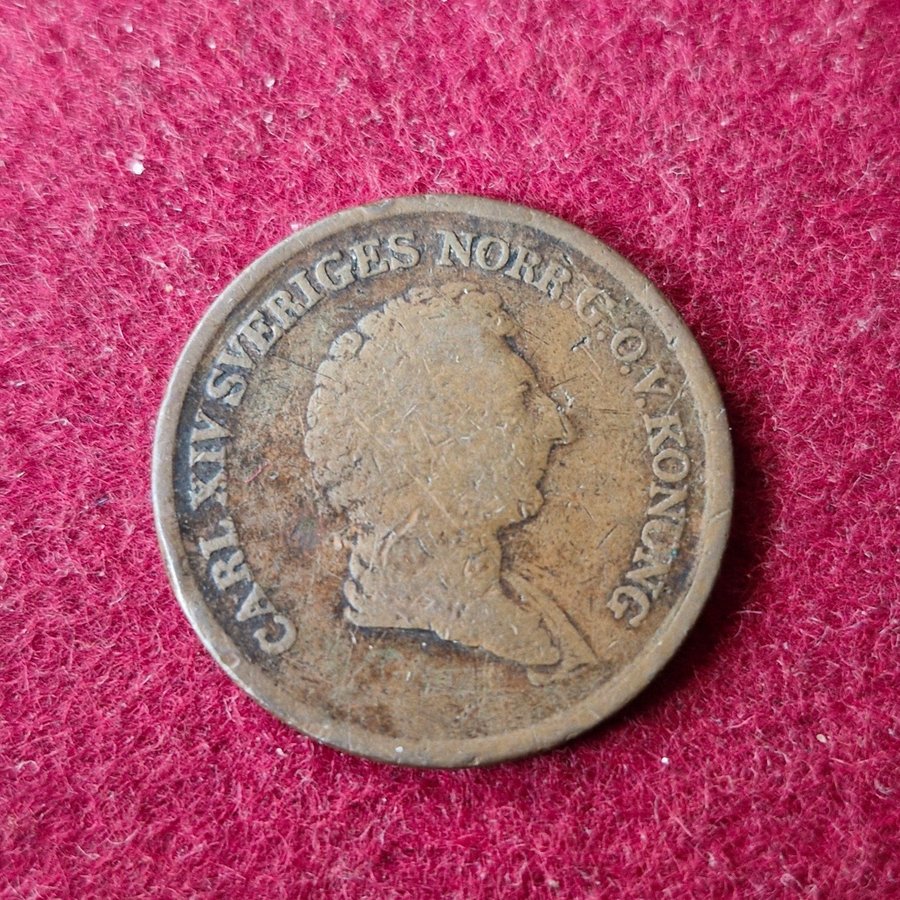 CARL XIV SVERIGES NORR. G. O. V. KONUNG